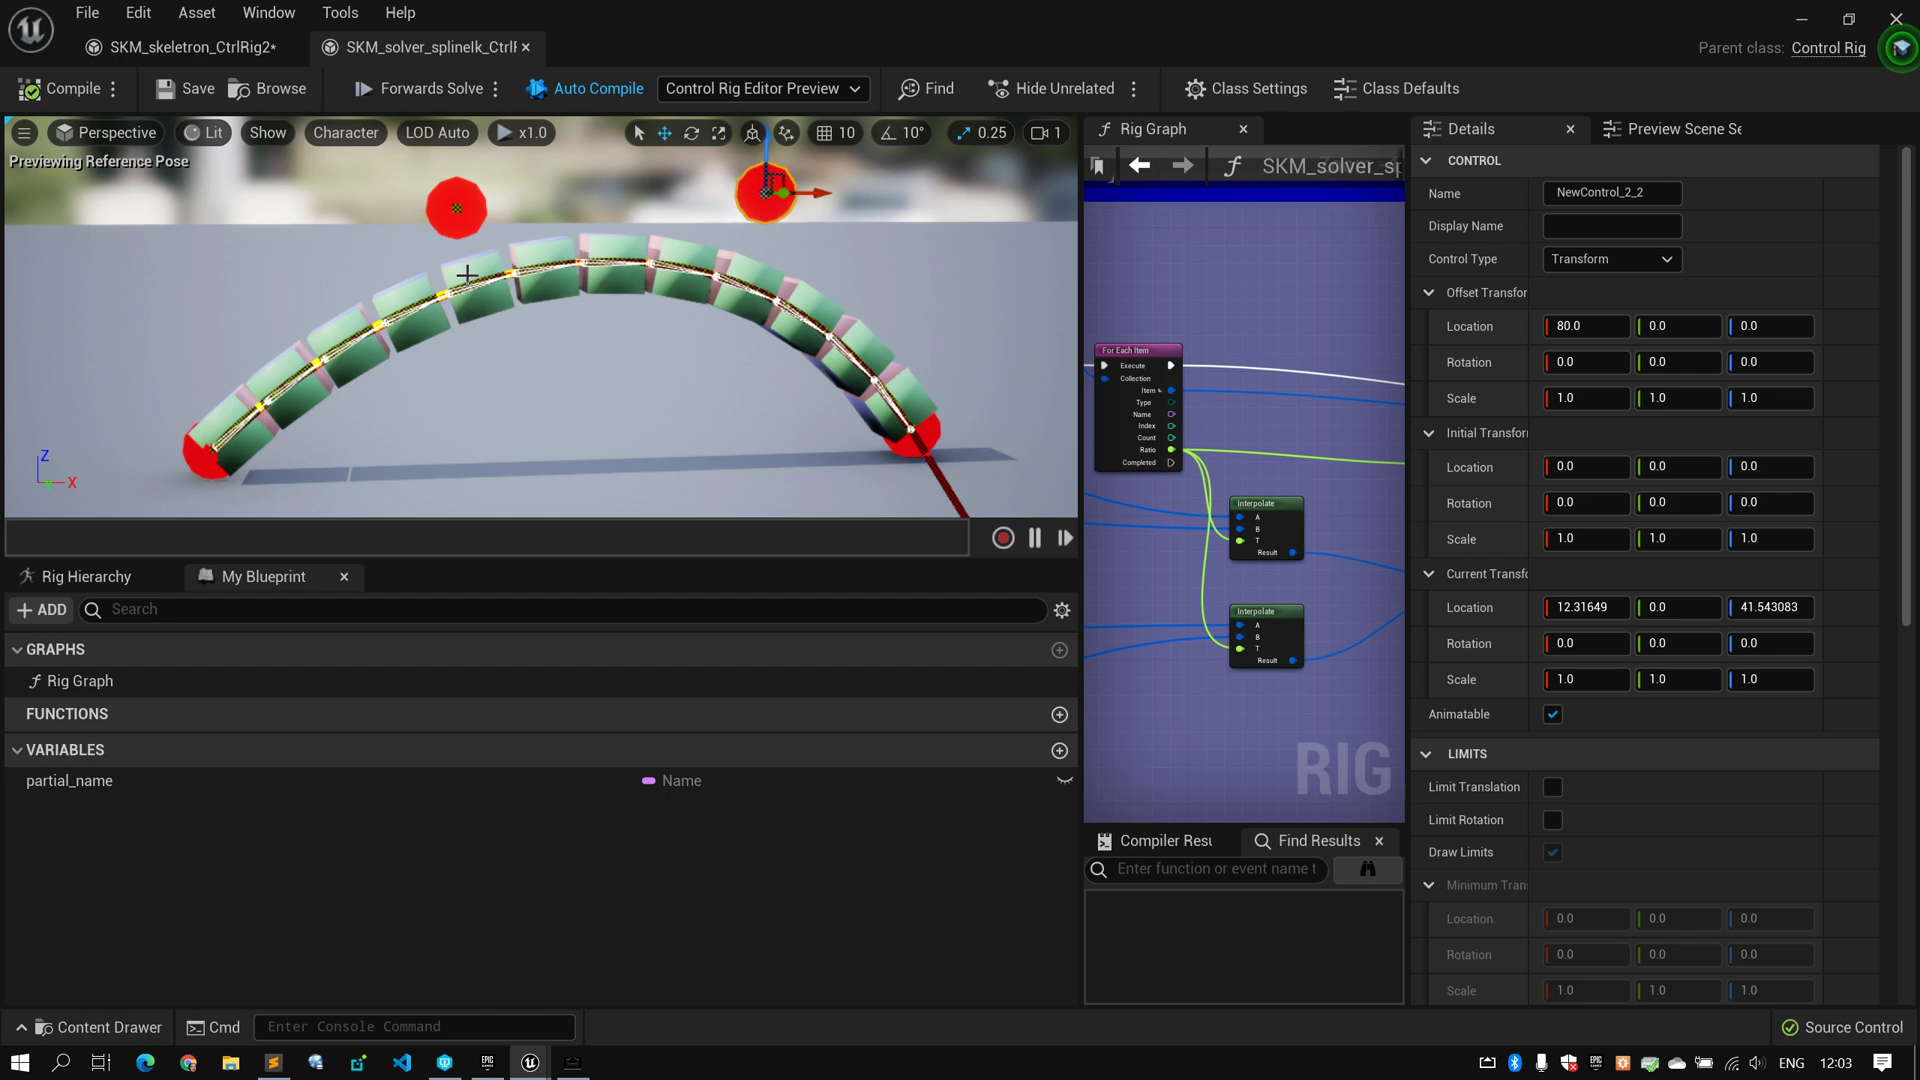 File Edit Asset Window Tools Help
SKM_skeletron_CtrlRig2*
SKM_solver_splineIk_CtrlF
Parent class: Control Rig
Compile
Save
Browse
Forwards Solve
Auto Compile
Control Rig Editor Preview
Find
Hide Unrelated
Class Settings
Class Defaults
Perspective
Lit
Show
Character
LOD Auto
x1.0
10
10°
0.25
1
Previewing Reference Pose
Z
X
Rig Graph
SKM_solver_sp
For Each Item
Execute
Collection
Item
Type
Name
Index
Count
Ratio
Completed
Interpolate
A
B
T
Result
Interpolate
A
B
T
Result
RIG
Compiler Resu
Find Results
Enter function or event name t
Rig Hierarchy
My Blueprint
ADD
Search
GRAPHS
Rig Graph
FUNCTIONS
VARIABLES
partial_name
Name
Details
Preview Scene Se
CONTROL
Name NewControl_2_2
Display Name
Control Type Transform
Offset Transfor
Location 80.0 0.0 0.0
Rotation 0.0 0.0 0.0
Scale 1.0 1.0 1.0
Initial Transfor
Location 0.0 0.0 0.0
Rotation 0.0 0.0 0.0
Scale 1.0 1.0 1.0
Current Transfo
Location 12.31649 0.0 41.543083
Rotation 0.0 0.0 0.0
Scale 1.0 1.0 1.0
Animatable
LIMITS
Limit Translation
Limit Rotation
Draw Limits
Minimum Tran
Location 0.0 0.0 0.0
Rotation 0.0 0.0 0.0
Scale 1.0 1.0 1.0
Content Drawer
Cmd
Enter Console Command
Source Control
EPIC
ENG
12:03